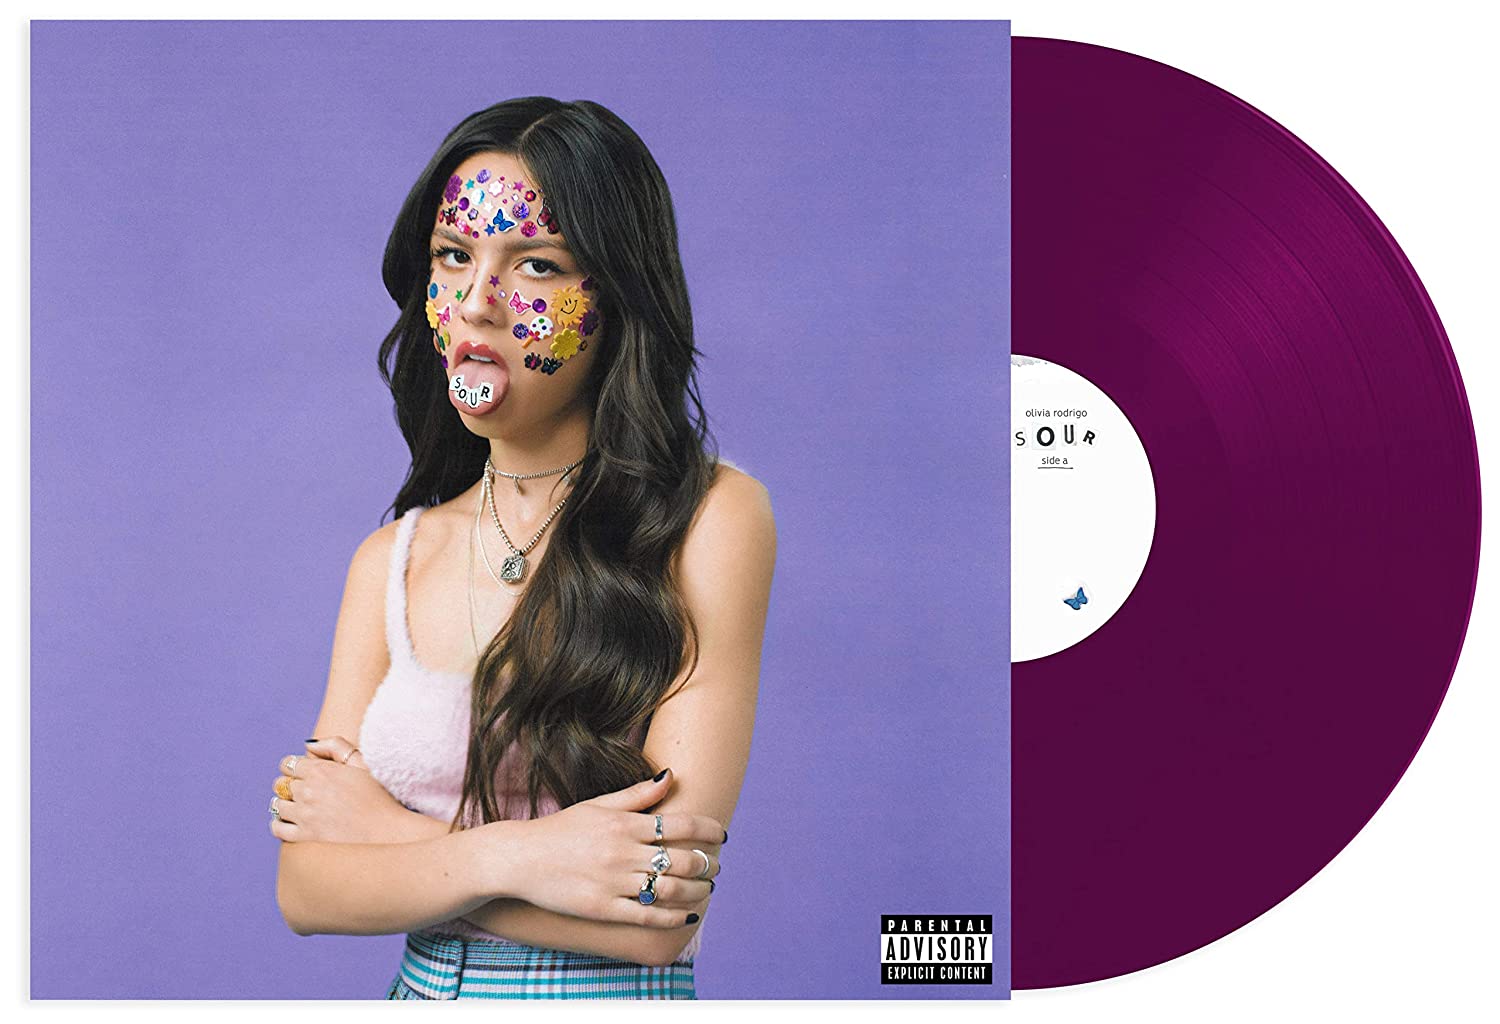 SOUR
PARENTAL
ADVISORY
EXPLICIT CONTENT
olivia rodrigo
SOUR
side a